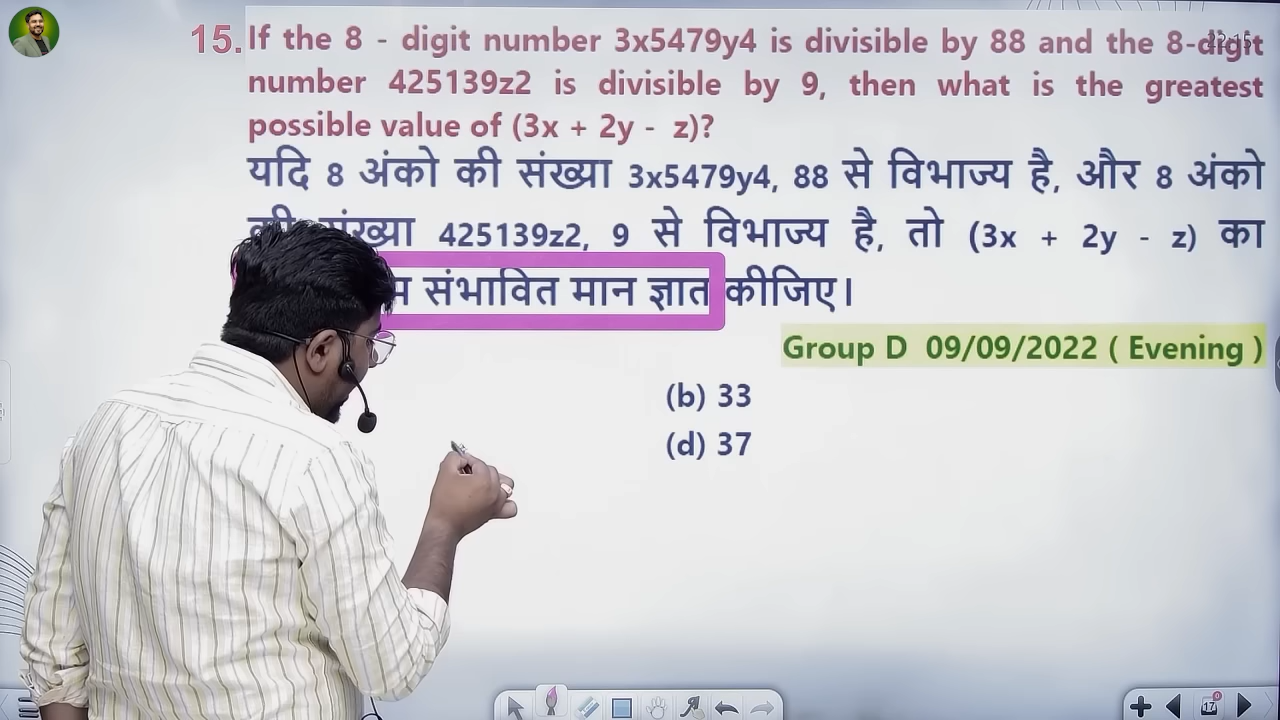 15. If the 8 - digit number 3x5479y4 is divisible by 88 and the 8-digit
number 425139z2 is divisible by 9, then what is the greatest
possible value of (3x + 2y - z)?
यदि 8 अंको की संख्या 3x5479y4, 88 से विभाज्य है, और 8 अंको
संख्या 425139z2, 9 से विभाज्य है, तो (3x + 2y - z) का
संभावित मान ज्ञात कीजिए।
Group D 09/09/2022 ( Evening )
(b) 33
(d) 37
17